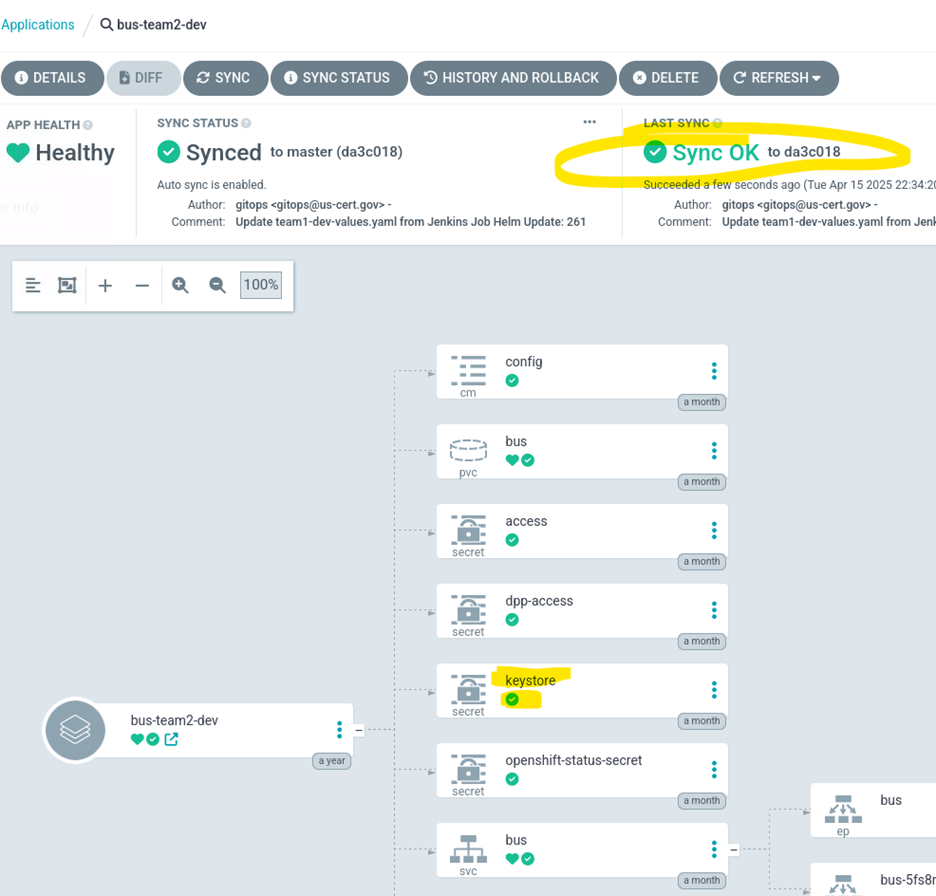 Applications / bus-team2-dev
DETAILS DIFF SYNC SYNC STATUS HISTORY AND ROLLBACK DELETE REFRESH
APP HEALTH
Healthy
SYNC STATUS
Synced to master (da3c018)
Auto sync is enabled.
Author: gitops <gitops@us-cert.gov> -
Comment: Update team1-dev-values.yaml from Jenkins Job Helm Update: 261
LAST SYNC
Sync OK to da3c018
Succeeded a few seconds ago (Tue Apr 15 2025 22:34:20
Author: gitops <gitops@us-cert.gov> -
Comment: Update team1-dev-values.yaml from Jenk
100%
config
cm
a month
bus
pvc
a month
access
secret
a month
dpp-access
secret
a month
keystore
secret
a month
bus-team2-dev
a year
openshift-status-secret
secret
a month
bus
svc
a month
bus
ep